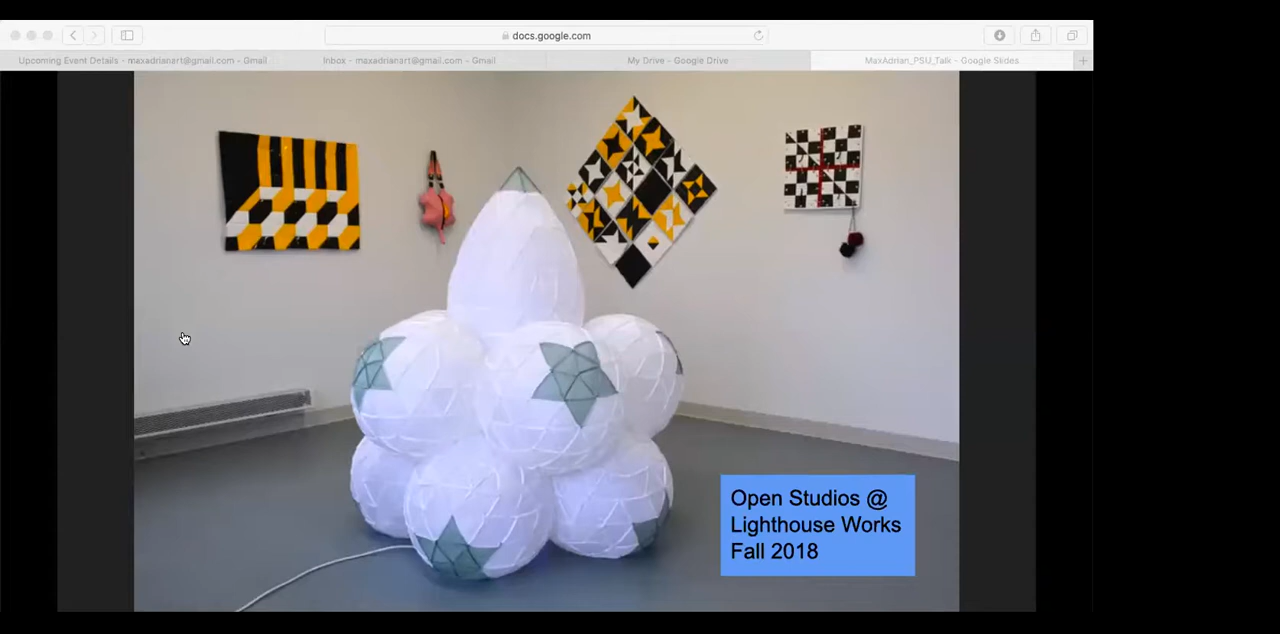 docs.google.com
Upcoming Event Details - maxadrianart@gmail.com - Gmail
Inbox - maxadrianart@gmail.com - Gmail
My Drive - Google Drive
MaxAdrian_PSU_Talk - Google Slides
Open Studios @
Lighthouse Works
Fall 2018